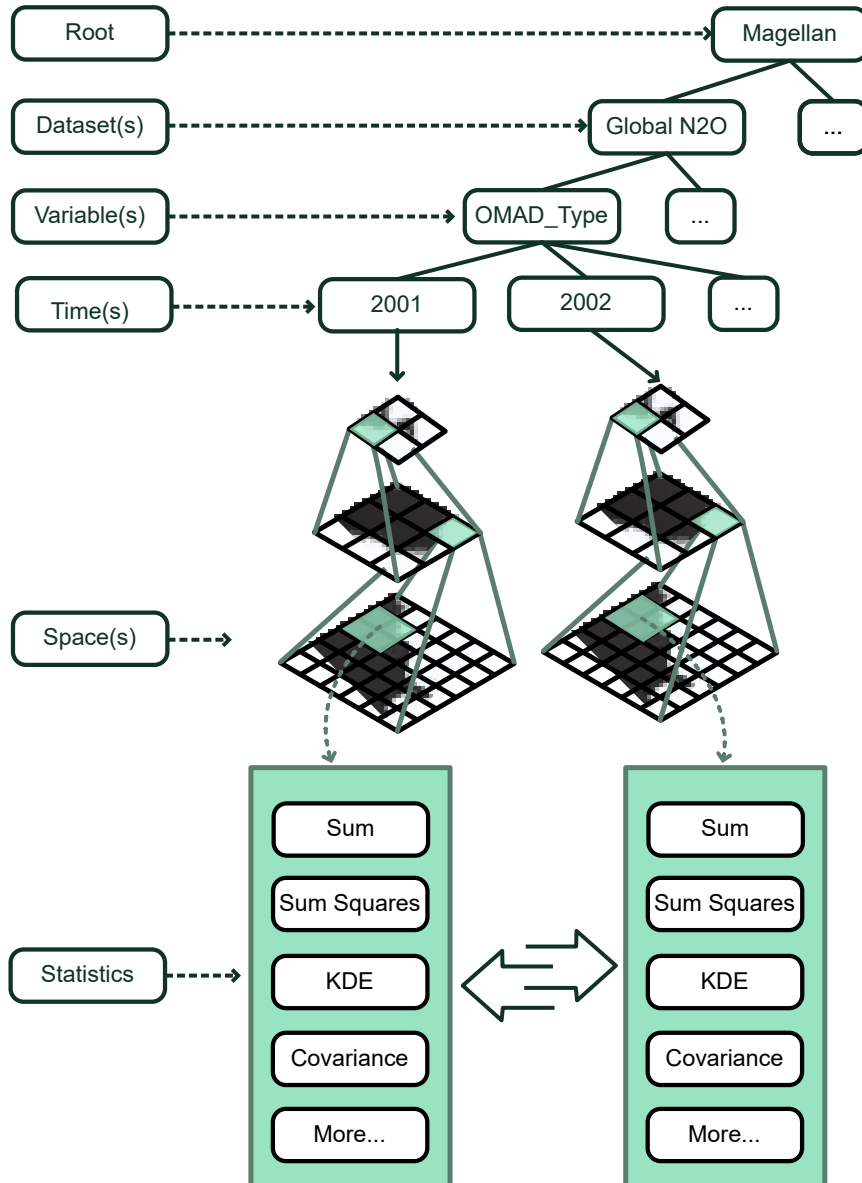 Root
Magellan
Dataset(s)
Global N2O
...
Variable(s)
OMAD_Type
...
Time(s)
2001
2002
...
Space(s)
Statistics
Sum
Sum Squares
KDE
Covariance
More...
Sum
Sum Squares
KDE
Covariance
More...